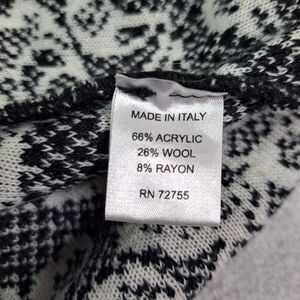 MADE IN ITALY
66% ACRYLIC
26% WOOL
8% RAYON
RN 72755